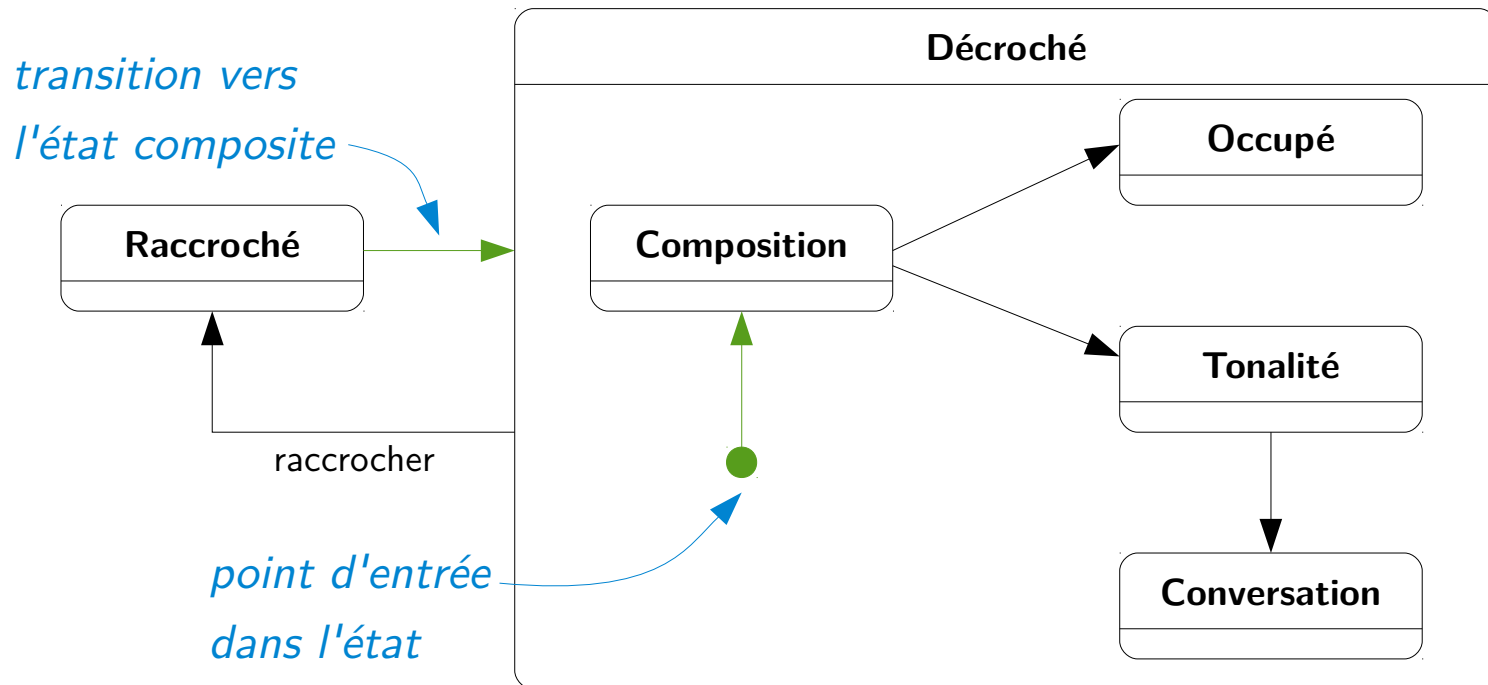 Décroché
transition vers
l'état composite
Occupé
Raccroché
Composition
Tonalité
raccrocher
point d'entrée
dans l'état
Conversation